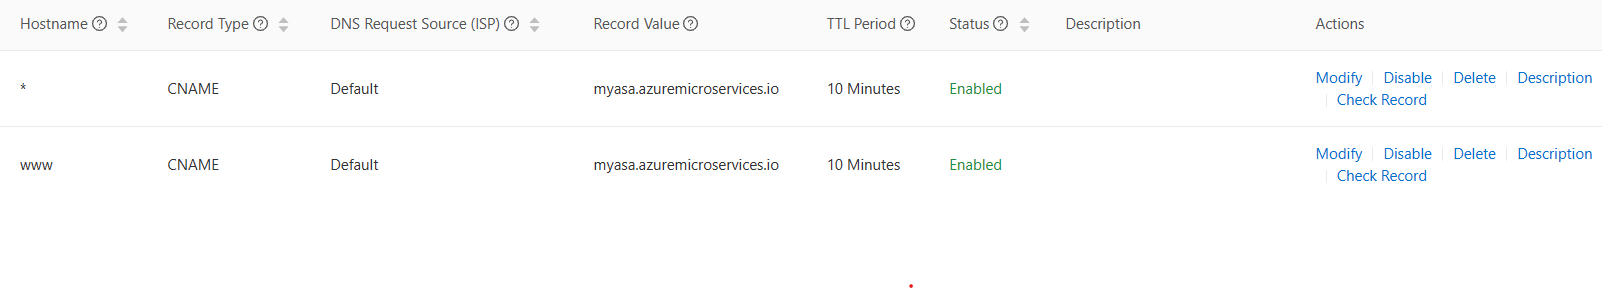 Hostname Record Type DNS Request Source (ISP) Record Value TTL Period Status Description Actions
* CNAME Default myasa.azuremicroservices.io 10 Minutes Enabled Modify Disable Delete Description
Check Record
www CNAME Default myasa.azuremicroservices.io 10 Minutes Enabled Modify Disable Delete Description
Check Record